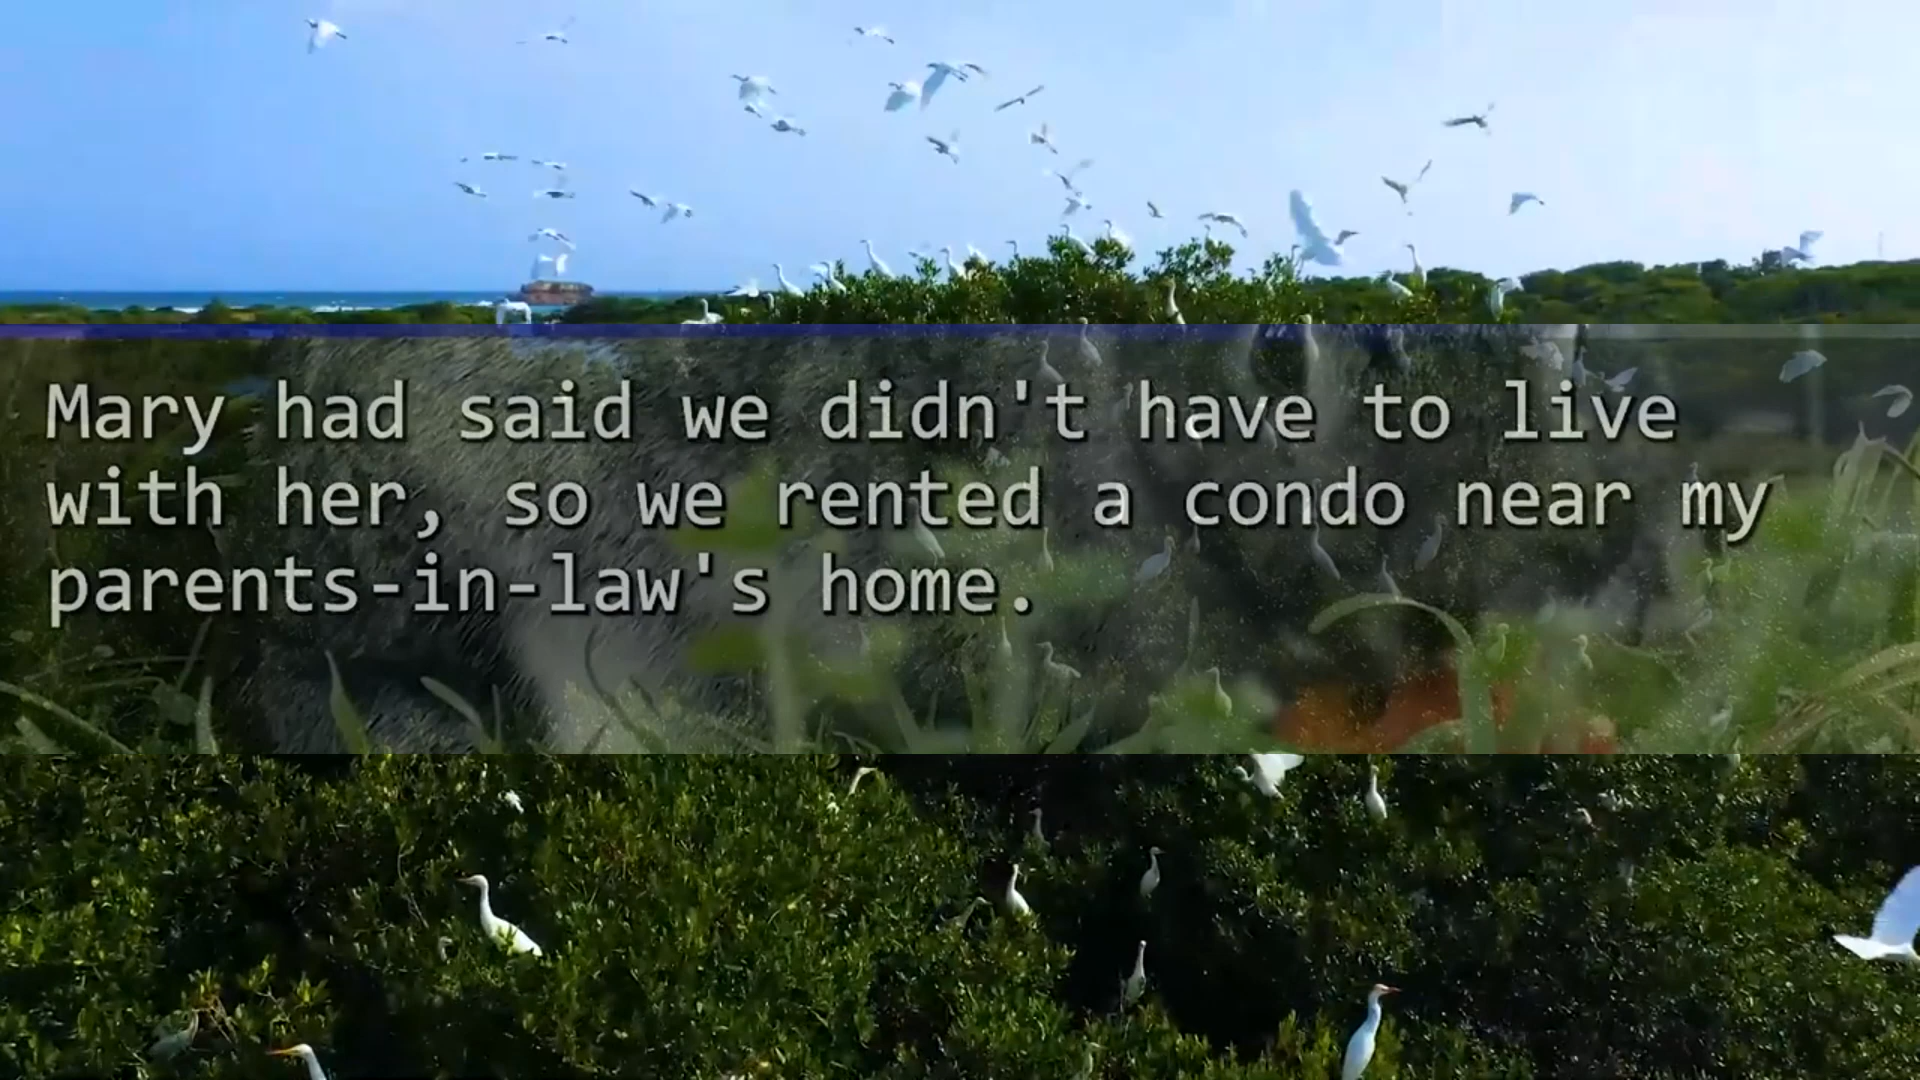 Mary had said we didn't have to live
with her, so we rented a condo near my
parents-in-law's home.